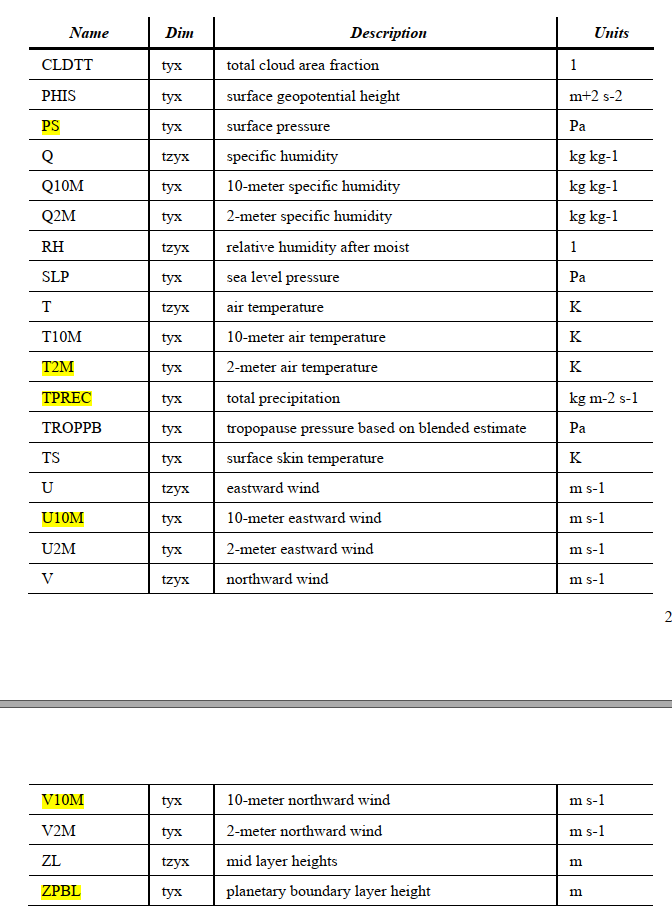 Name Dim Description Units
CLDTT tyx total cloud area fraction 1
PHIS tyx surface geopotential height m+2 s-2
PS tyx surface pressure Pa
Q tzyx specific humidity kg kg-1
Q10M tyx 10-meter specific humidity kg kg-1
Q2M tyx 2-meter specific humidity kg kg-1
RH tzyx relative humidity after moist 1
SLP tyx sea level pressure Pa
T tzyx air temperature K
T10M tyx 10-meter air temperature K
T2M tyx 2-meter air temperature K
TPREC tyx total precipitation kg m-2 s-1
TROPPB tyx tropopause pressure based on blended estimate Pa
TS tyx surface skin temperature K
U tzyx eastward wind m s-1
U10M tyx 10-meter eastward wind m s-1
U2M tyx 2-meter eastward wind m s-1
V tzyx northward wind m s-1
2
V10M tyx 10-meter northward wind m s-1
V2M tyx 2-meter northward wind m s-1
ZL tzyx mid layer heights m
ZPBL tyx planetary boundary layer height m